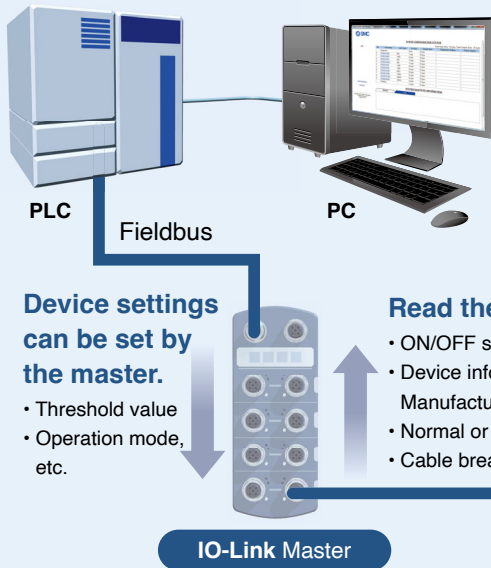 PLC
PC
Fieldbus
Device settings
can be set by
the master.
• Threshold value
• Operation mode,
etc.
Read the
• ON/OFF s
• Device info
Manufactu
• Normal or
• Cable brea
IO-Link Master